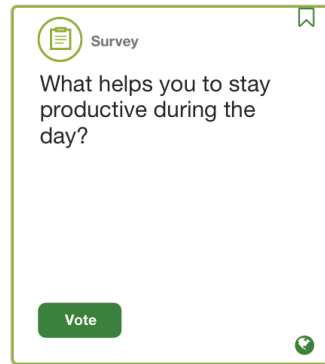 Survey
What helps you to stay
productive during the
day?
Vote